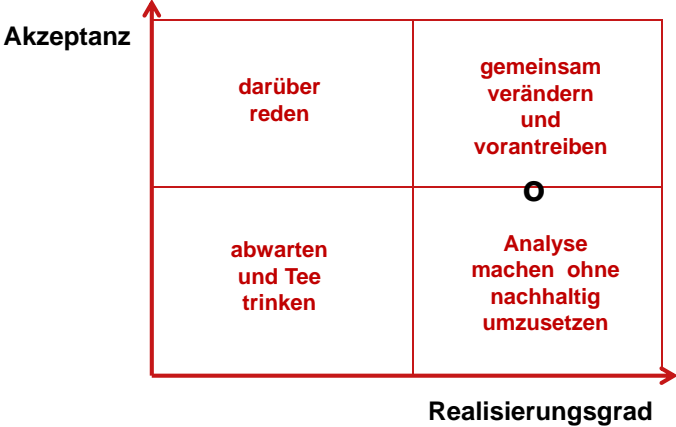 Akzeptanz
darüber
reden
gemeinsam
verändern
und
vorantreiben
o
abwarten
und Tee
trinken
Analyse
machen ohne
nachhaltig
umzusetzen
Realisierungsgrad